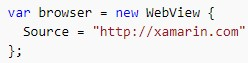 var browser = new WebView {
  Source = "http://xamarin.com"
};